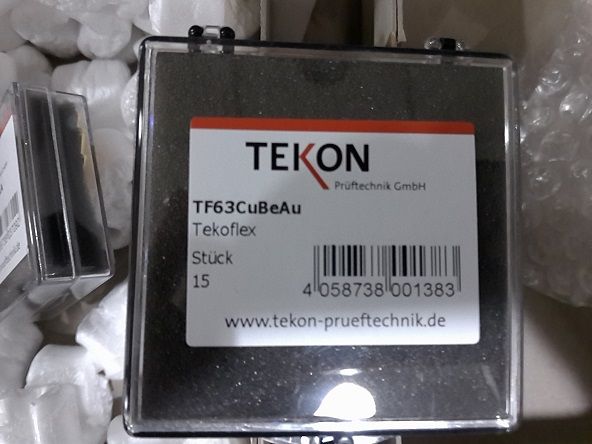 TEKON
Prüftechnik GmbH
TF63CuBeAu
Tekoflex
Stück
15
4 058738 001383
www.tekon-prueftechnik.de